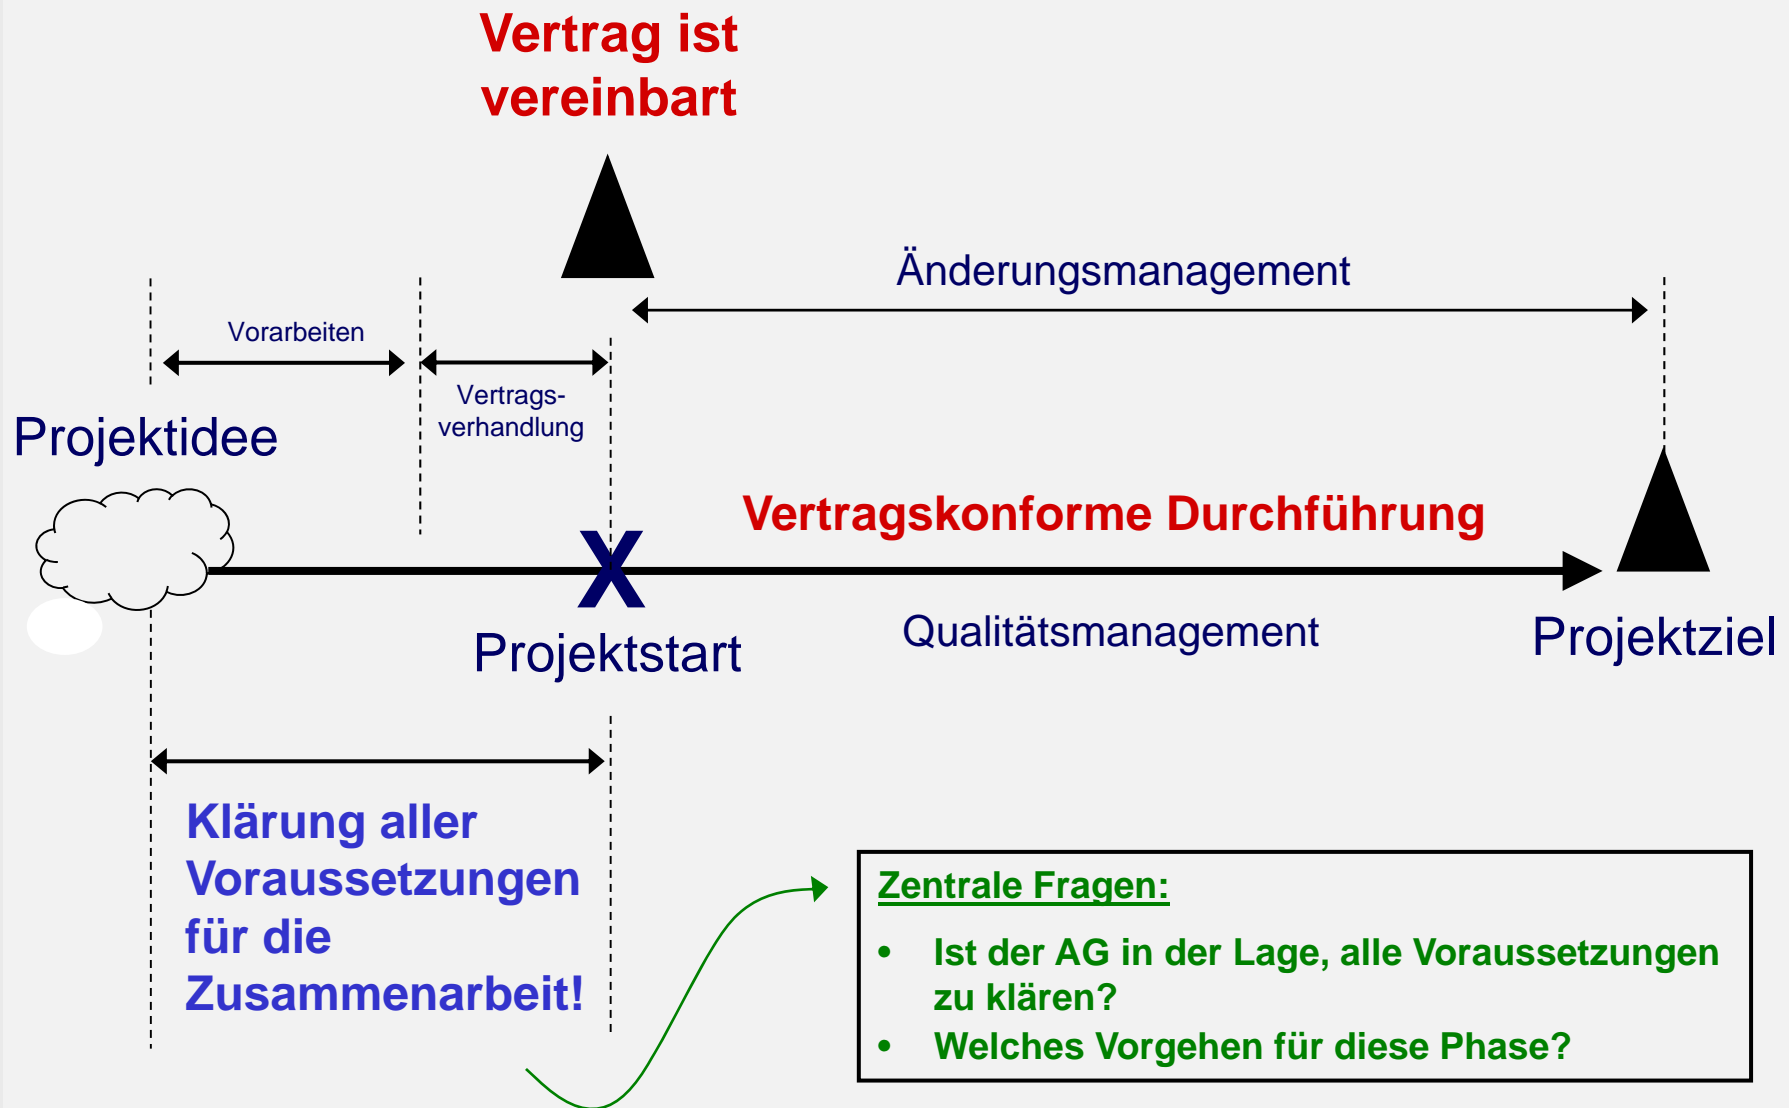 Vertrag ist
vereinbart
Änderungsmanagement
Vorarbeiten
Vertrags-
verhandlung
Projektidee
Vertragskonforme Durchführung
X
Projektstart
Qualitätsmanagement
Projektziel
Klärung aller
Voraussetzungen
für die
Zusammenarbeit!
Zentrale Fragen:
• Ist der AG in der Lage, alle Voraussetzungen
zu klären?
• Welches Vorgehen für diese Phase?